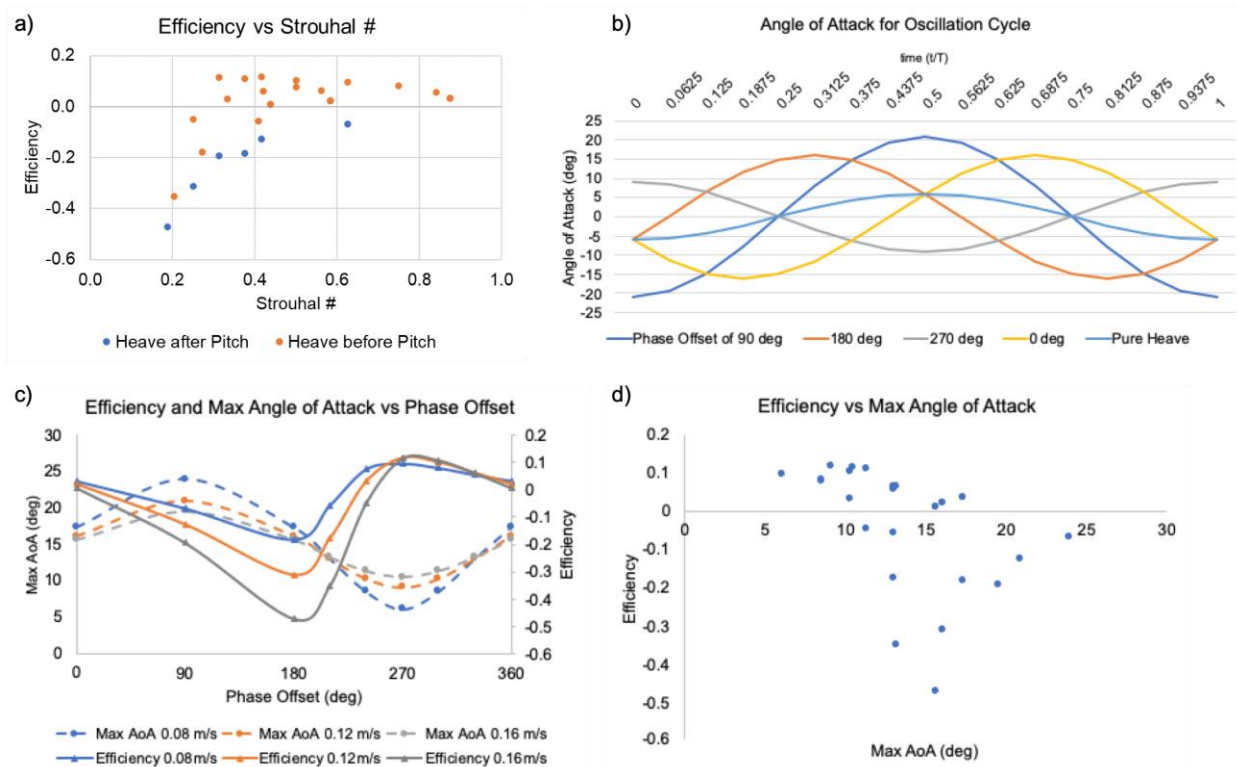 a)
Efficiency vs Strouhal #
0.2
0.0
-0.2
-0.4
-0.6
Efficiency
0.0 0.2 0.4 0.6 0.8 1.0
Strouhal #
Heave after Pitch Heave before Pitch
b)
Angle of Attack for Oscillation Cycle
time (t/T)
0 0.0625 0.125 0.1875 0.25 0.3125 0.375 0.4375 0.5 0.5625 0.625 0.6875 0.75 0.8125 0.875 0.9375 1
Angle of Attack (deg)
25
20
15
10
5
0
-5
-10
-15
-20
-25
Phase Offset of 90 deg 180 deg 270 deg 0 deg Pure Heave
c)
Efficiency and Max Angle of Attack vs Phase Offset
Max AoA (deg)
30
25
20
15
10
5
0
0.2
0.1
0
-0.1
-0.2
-0.3
-0.4
-0.5
-0.6
Efficiency
0 90 180 270 360
Phase Offset (deg)
Max AoA 0.08 m/s Max AoA 0.12 m/s Max AoA 0.16 m/s
Efficiency 0.08m/s Efficiency 0.12m/s Efficiency 0.16m/s
d)
Efficiency vs Max Angle of Attack
Efficiency
0.2
0.1
0
-0.1
-0.2
-0.3
-0.4
-0.5
-0.6
0 5 10 15 20 25 30
Max AoA (deg)